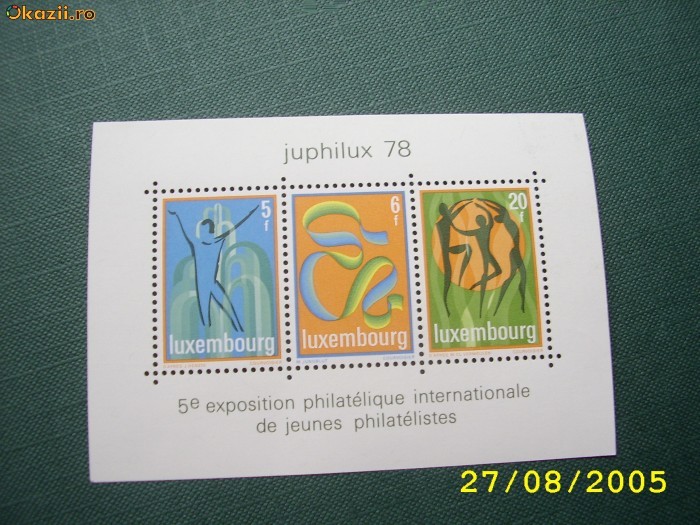 Okazii.ro
juphilux 78
5f
6f
20f
luxembourg
luxembourg
luxembourg
5e exposition philatélique internationale
de jeunes philatélistes
27/08/2005